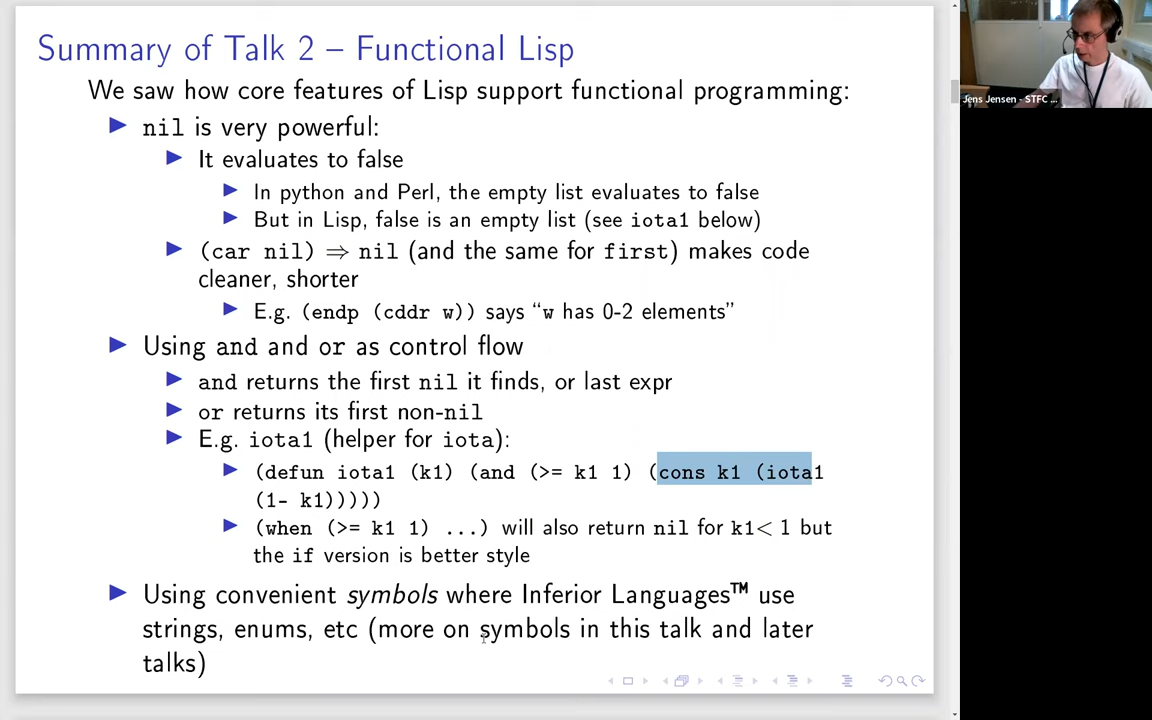 Summary of Talk 2 – Functional Lisp
We saw how core features of Lisp support functional programming:
nil is very powerful:
It evaluates to false
In python and Perl, the empty list evaluates to false
But in Lisp, false is an empty list (see iota1 below)
(car nil) ⇒ nil (and the same for first) makes code
cleaner, shorter
E.g. (endp (cddr w)) says “w has 0-2 elements”
Using and and or as control flow
and returns the first nil it finds, or last expr
or returns its first non-nil
E.g. iota1 (helper for iota):
(defun iota1 (k1) (and (>= k1 1) (cons k1 (iota1
(1- k1)))))
(when (>= k1 1) ...) will also return nil for k1< 1 but
the if version is better style
Using convenient symbols where Inferior Languages™ use
strings, enums, etc (more on symbols in this talk and later
talks)
Jens Jensen - STFC ...